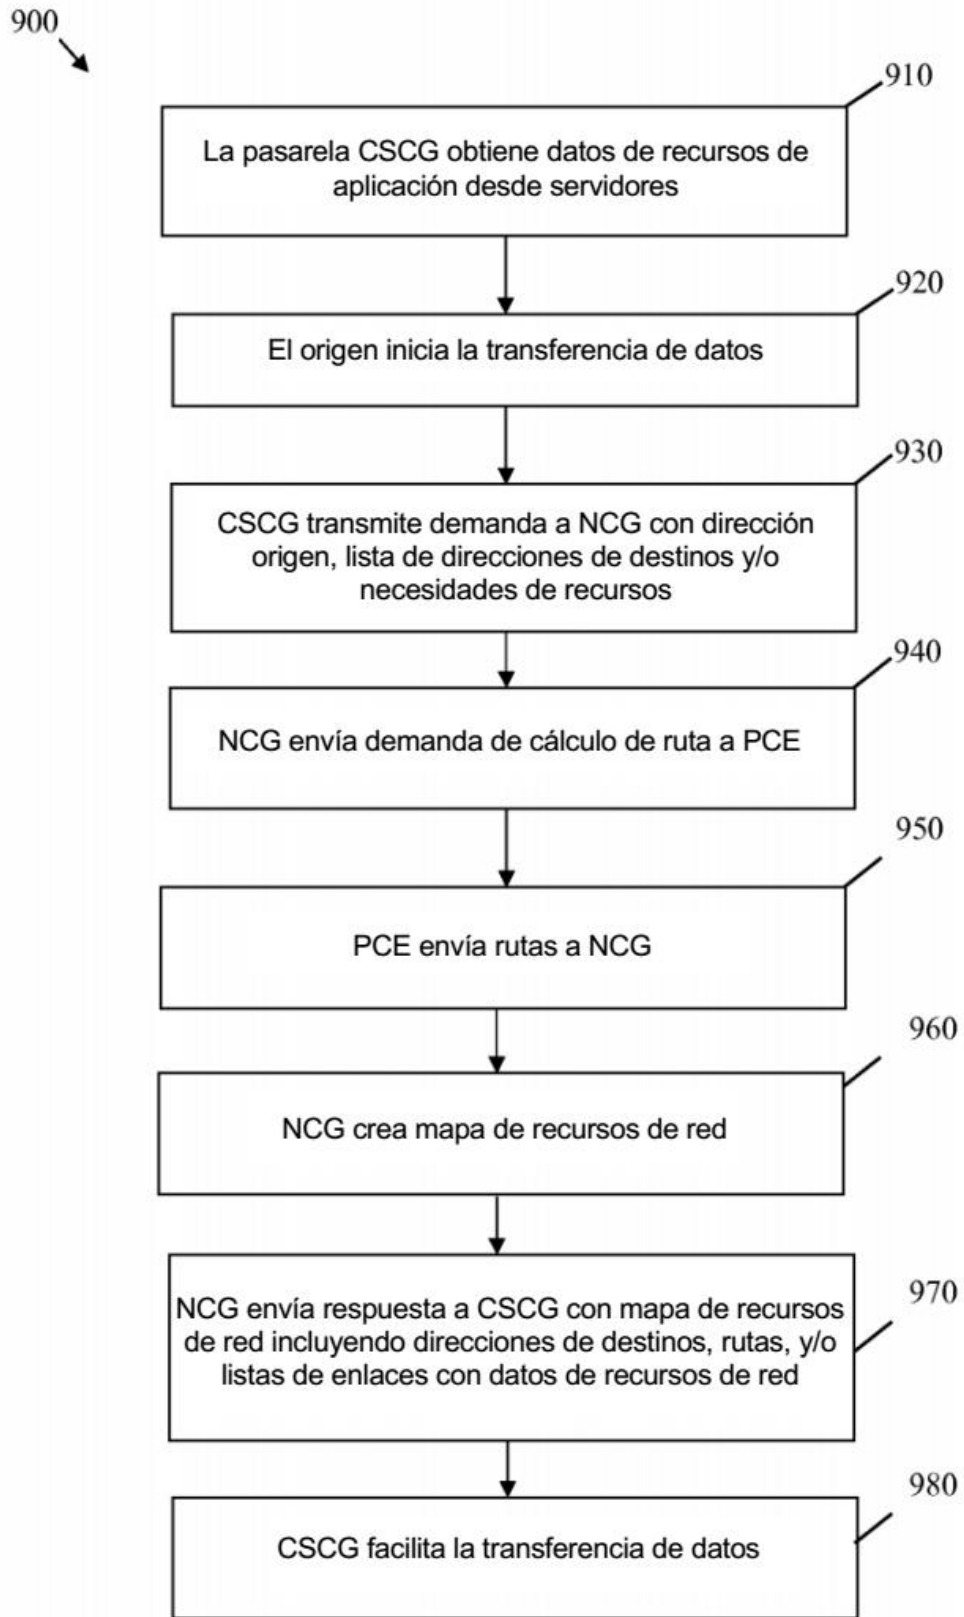 900
910
La pasarela CSCG obtiene datos de recursos de
aplicación desde servidores
920
El origen inicia la transferencia de datos
930
CSCG transmite demanda a NCG con dirección
origen, lista de direcciones de destinos y/o
necesidades de recursos
940
NCG envía demanda de cálculo de ruta a PCE
950
PCE envía rutas a NCG
960
NCG crea mapa de recursos de red
970
NCG envía respuesta a CSCG con mapa de recursos
de red incluyendo direcciones de destinos, rutas, y/o
listas de enlaces con datos de recursos de red
980
CSCG facilita la transferencia de datos